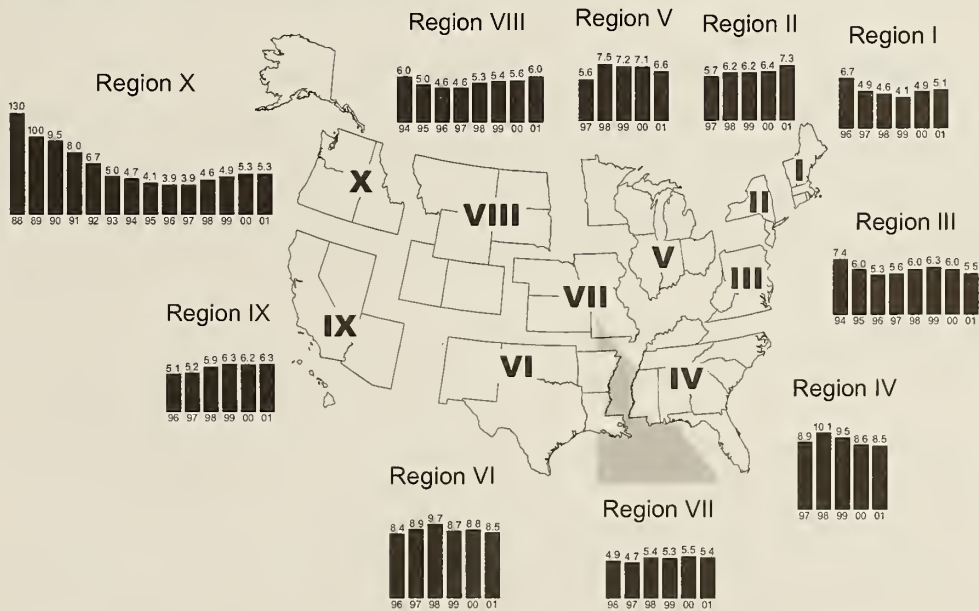 Region VIII
6.0 5.0 4.6 4.6 5.3 5.4 5.6 6.0
94 95 96 97 98 99 00 01
Region V
5.6 7.5 7.2 7.1 6.6
97 98 99 00 01
Region II
5.7 6.2 6.2 6.4 7.3
97 98 99 00 01
Region I
6.7 4.9 4.6 4.1 4.9 5.1
96 97 98 99 00 01
Region X
130 100 9.5 8.0 6.7 5.0 4.7 4.1 3.9 3.9 4.6 4.9 5.3 5.3
88 89 90 91 92 93 94 95 96 97 98 99 00 01
X
VIII
I
II
V
III
VII
IX
VI
IV
Region III
7.4 6.0 5.3 5.6 6.0 6.3 6.0 5.5
94 95 96 97 98 99 00 01
Region IX
5.1 5.2 5.9 6.3 6.2 6.3
96 97 98 99 00 01
Region IV
8.9 10.1 9.5 8.6 8.5
97 98 99 00 01
Region VI
8.4 8.9 9.7 8.7 8.8 8.5
96 97 98 99 00 01
Region VII
4.9 4.7 5.4 5.3 5.5 5.4
96 97 98 99 00 01